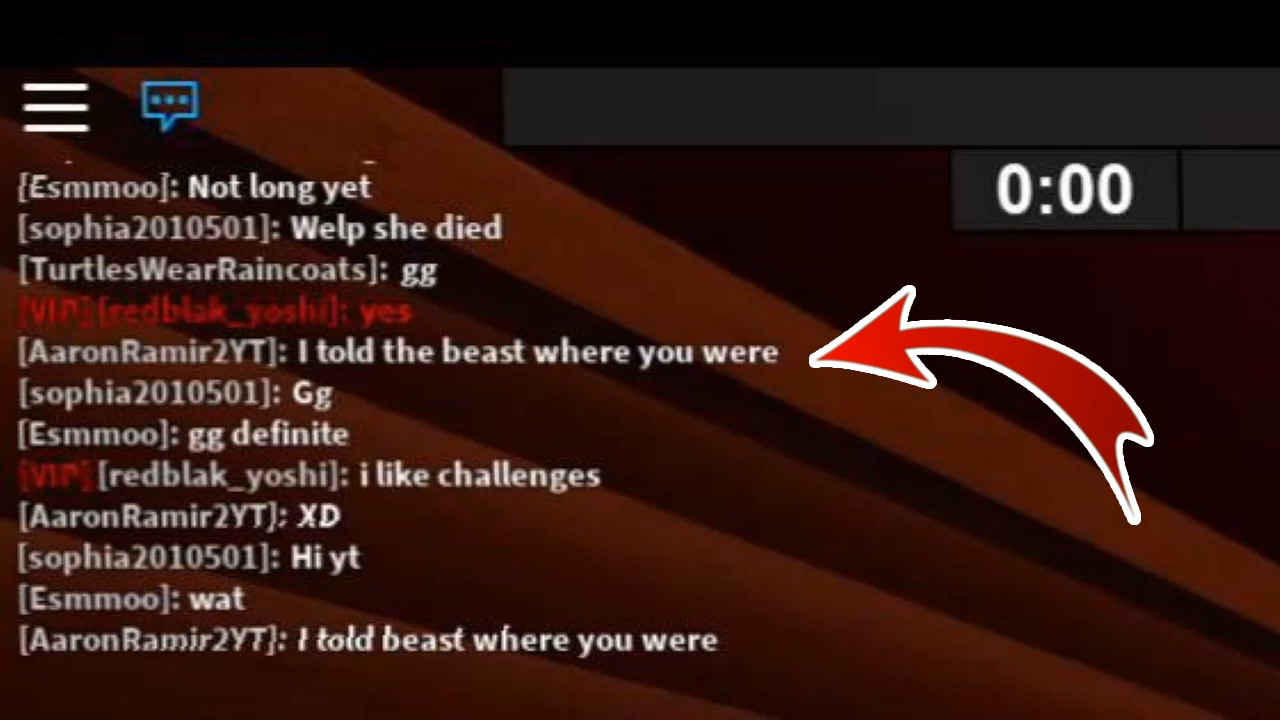 0:00
[Esmmoo]: Not long yet
[sophia2010501]: Welp she died
[TurtlesWearRaincoats]: gg
[VIP] [redblak_yoshi]: yes
[AaronRamir2YT]: I told the beast where you were
[sophia2010501]: Gg
[Esmmoo]: gg definite
[VIP] [redblak_yoshi]: i like challenges
[AaronRamir2YT]: XD
[sophia2010501]: Hi yt
[Esmmoo]: wat
[AaronRamir2YT]: I told beast where you were